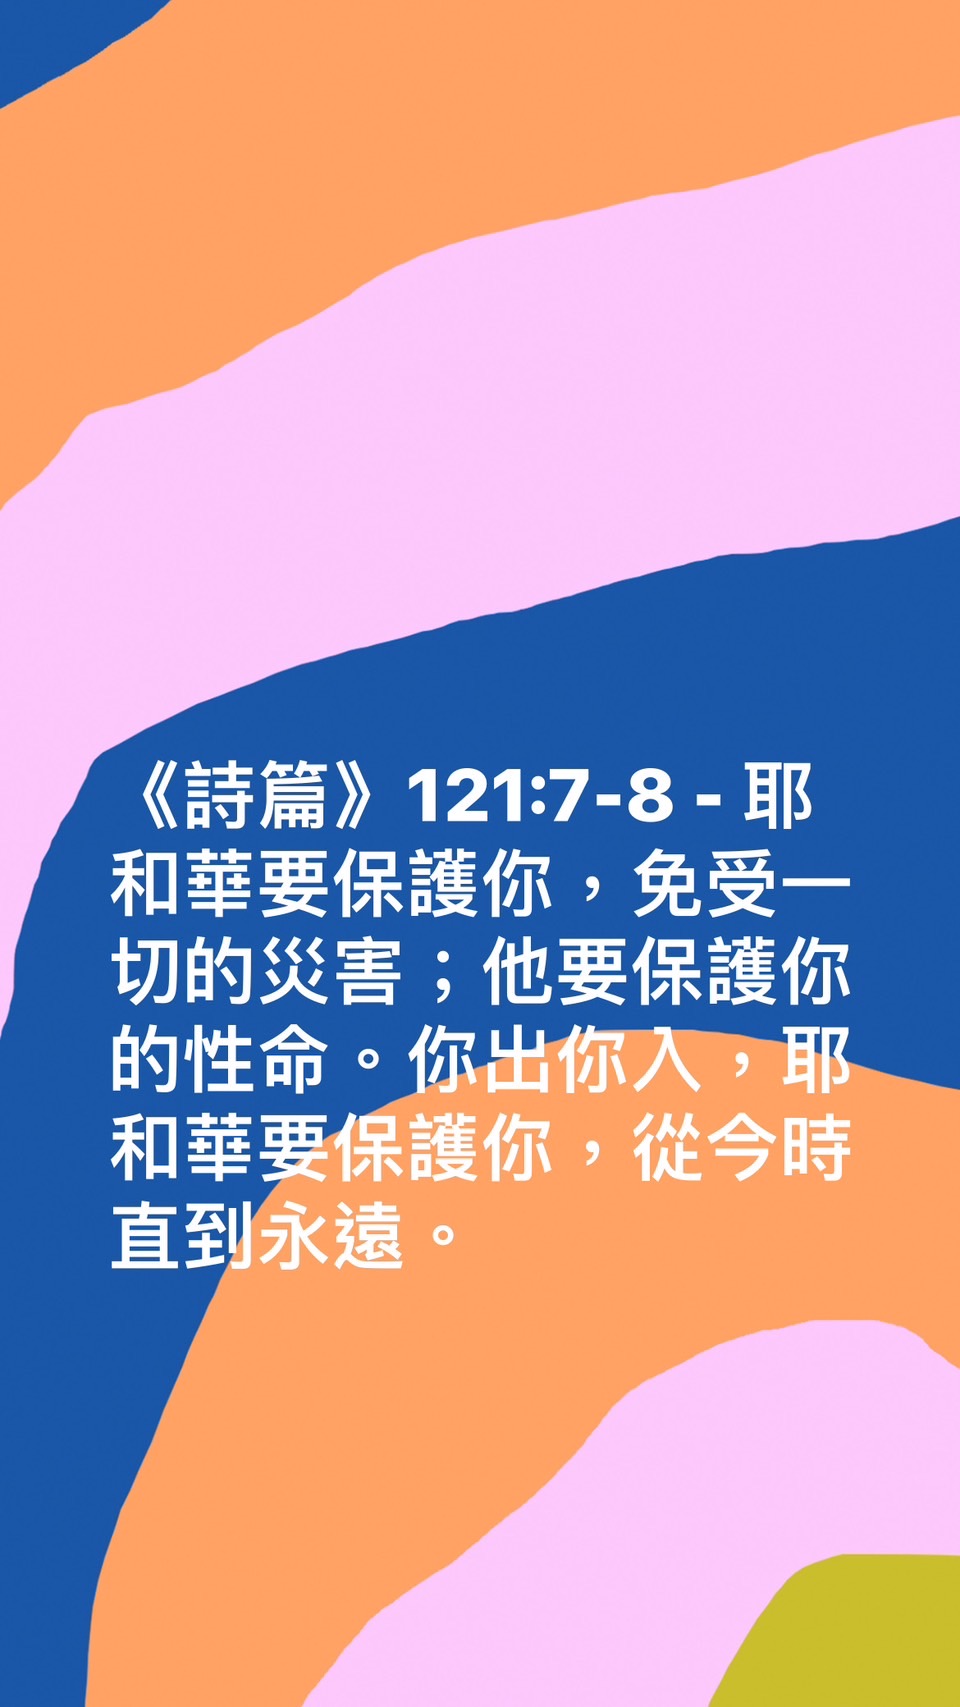 《詩篇》121:7-8 - 耶
和華要保護你，免受一
切的災害；他要保護你
的性命。你出你入，耶
和華要保護你，從今時
直到永遠。